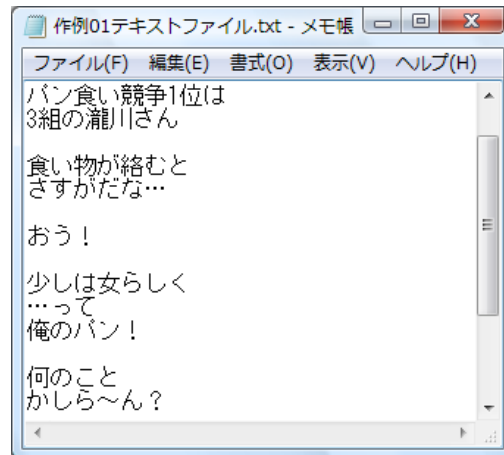 作例01テキストファイル.txt - メモ帳
ファイル(F) 編集(E) 書式(O) 表示(V) ヘルプ(H)
パン食い競争1位は
3組の瀧川さん
食い物が絡むと
さすがだな…
おう！
少しは女らしく
…って
俺のパン！
何のこと
かしら～ん？